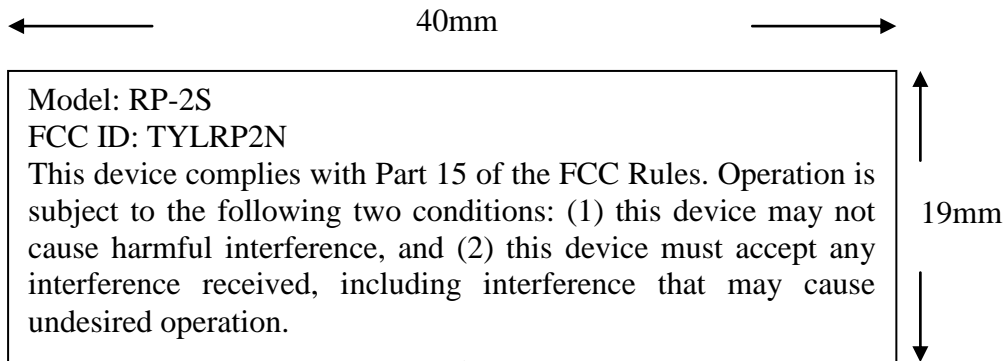 40mm
Model: RP-2S
FCC ID: TYLRP2N
This device complies with Part 15 of the FCC Rules. Operation is
subject to the following two conditions: (1) this device may not
cause harmful interference, and (2) this device must accept any
interference received, including interference that may cause
undesired operation.
19mm